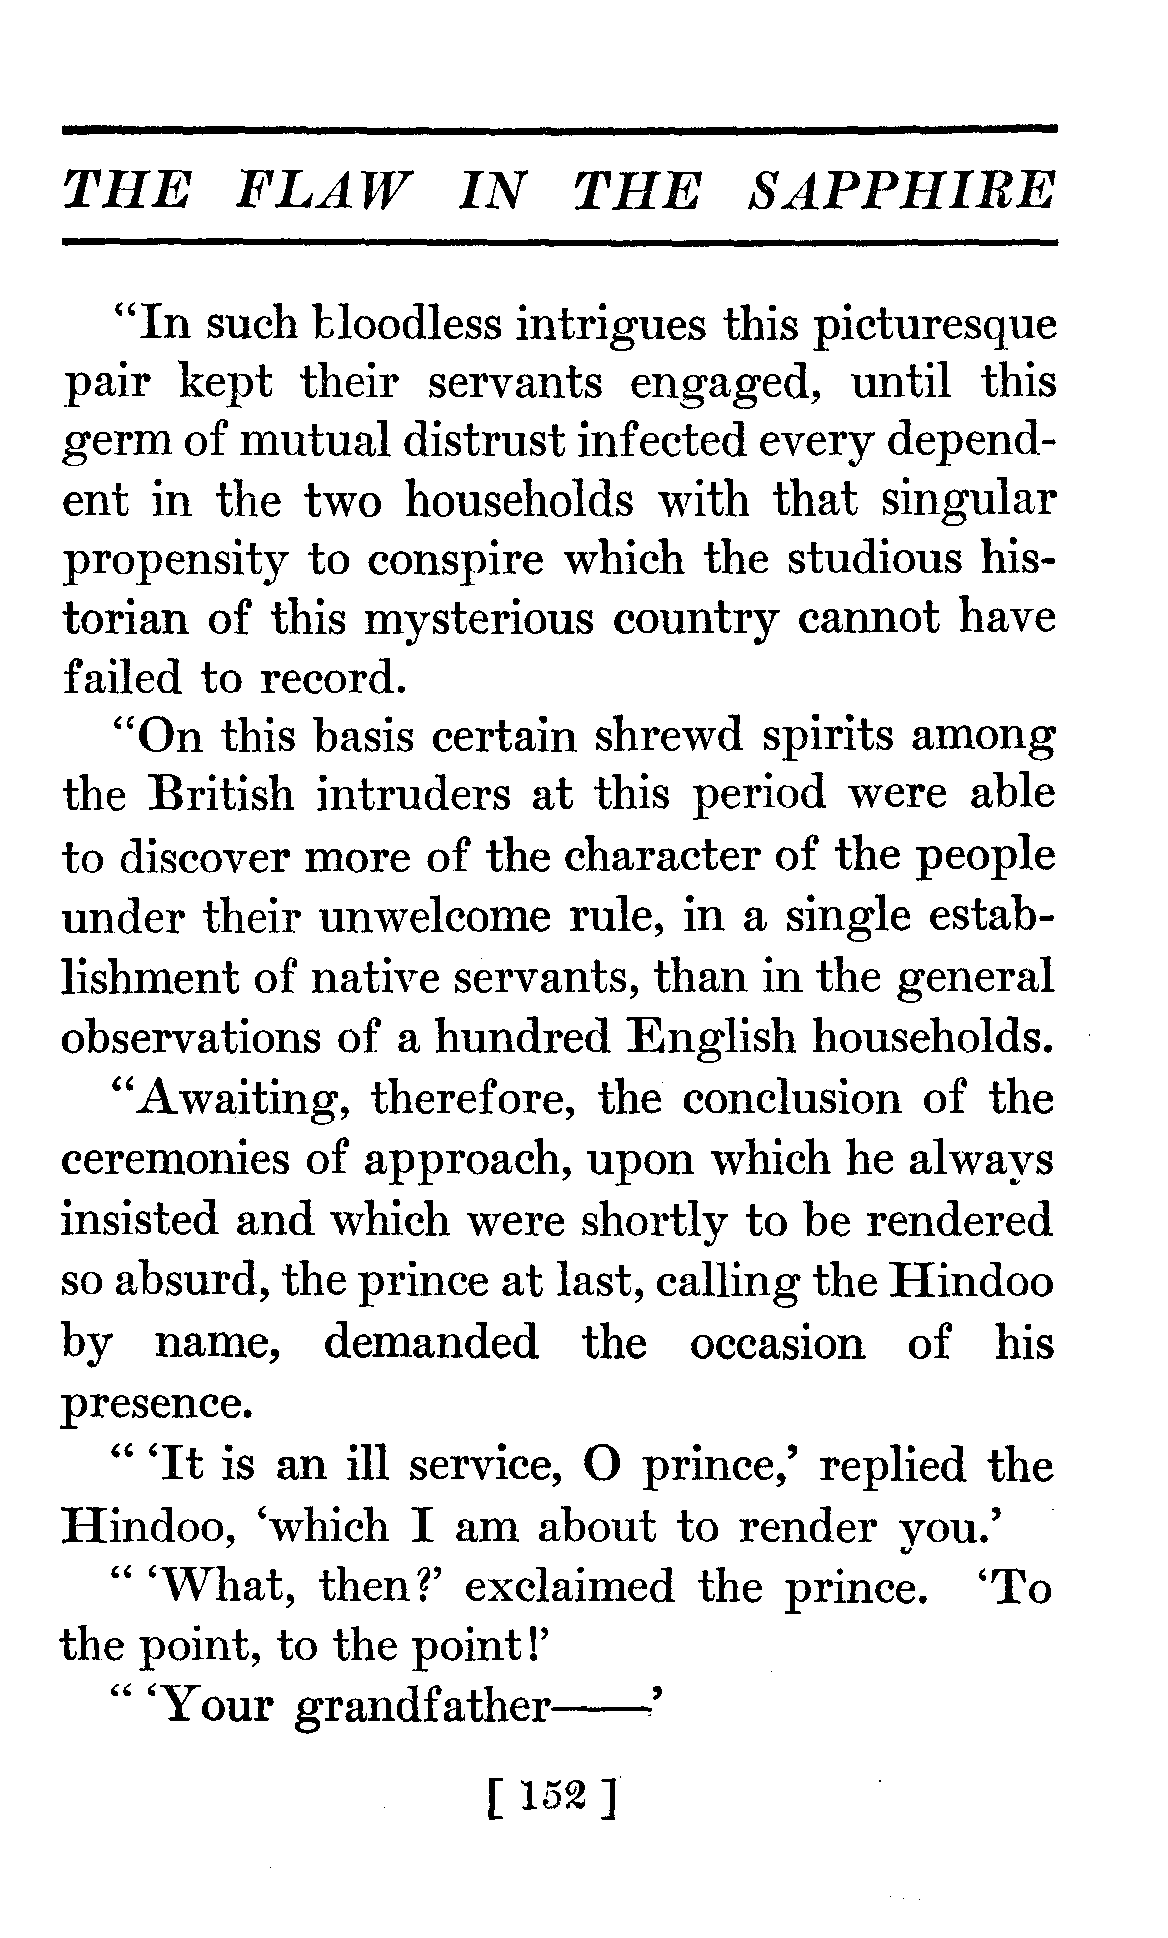 THE FLAW IN THE SAPPHIRE
“In such bloodless intrigues this picturesque
pair kept their servants engaged, until this
germ of mutual distrust infected every depend-
ent in the two households with that singular
propensity to conspire which the studious his-
torian of this mysterious country cannot have
failed to record.
“On this basis certain shrewd spirits among
the British intruders at this period were able
to discover more of the character of the people
under their unwelcome rule, in a single estab-
lishment of native servants, than in the general
observations of a hundred English households.
“Awaiting, therefore, the conclusion of the
ceremonies of approach, upon which he always
insisted and which were shortly to be rendered
so absurd, the prince at last, calling the Hindoo
by name, demanded the occasion of his
presence.
“ ‘It is an ill service, O prince,’ replied the
Hindoo, ‘which I am about to render you.’
“ ‘What, then?’ exclaimed the prince. ‘To
the point, to the point!’
“ ‘Your grandfather——’
[ 152 ]